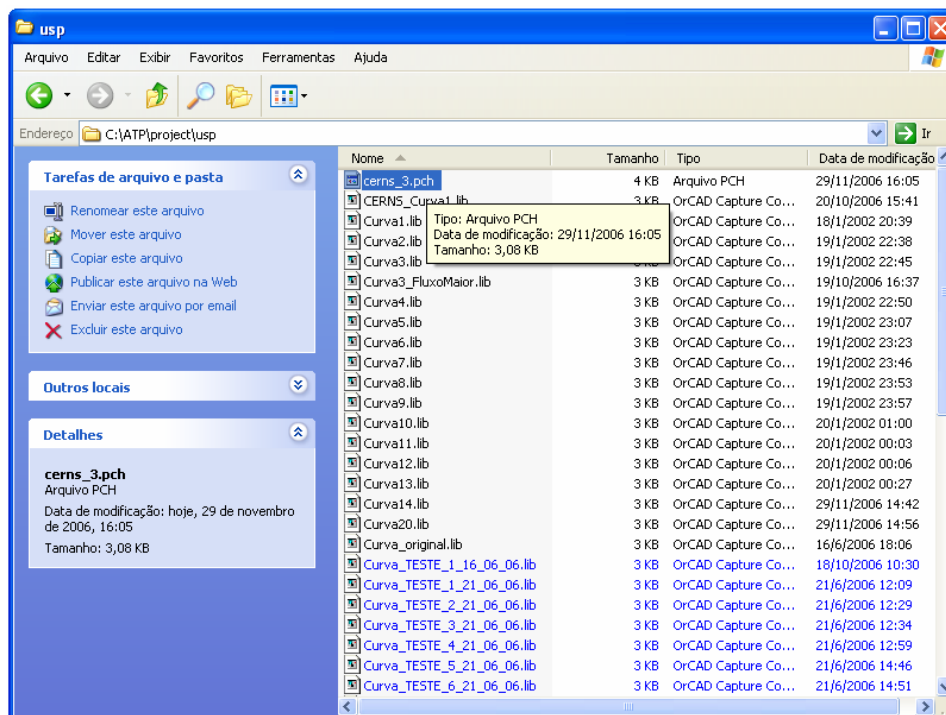 usp
Arquivo Editar Exibir Favoritos Ferramentas Ajuda
Endereço C:\ATP\project\usp Ir
Tarefas de arquivo e pasta
Renomear este arquivo
Mover este arquivo
Copiar este arquivo
Publicar este arquivo na Web
Enviar este arquivo por email
Excluir este arquivo
Outros locais
Detalhes
cerns_3.pch
Arquivo PCH
Data de modificação: hoje, 29 de novembro
de 2006, 16:05
Tamanho: 3,08 KB
Nome Tamanho Tipo Data de modificação
cerns_3.pch 4 KB Arquivo PCH 29/11/2006 16:05
CERNS_Curva1.lib 3 KB OrCAD Capture Co... 20/10/2006 15:41
Curva1.lib OrCAD Capture Co... 18/1/2002 20:39
Curva2.lib OrCAD Capture Co... 19/1/2002 22:38
Curva3.lib OrCAD Capture Co... 19/1/2002 22:45
Tipo: Arquivo PCH
Data de modificação: 29/11/2006 16:05
Tamanho: 3,08 KB
Curva3_FluxoMaior.lib 3 KB OrCAD Capture Co... 19/10/2006 16:37
Curva4.lib 3 KB OrCAD Capture Co... 19/1/2002 22:50
Curva5.lib 3 KB OrCAD Capture Co... 19/1/2002 23:07
Curva6.lib 3 KB OrCAD Capture Co... 19/1/2002 23:23
Curva7.lib 3 KB OrCAD Capture Co... 19/1/2002 23:46
Curva8.lib 3 KB OrCAD Capture Co... 19/1/2002 23:53
Curva9.lib 3 KB OrCAD Capture Co... 19/1/2002 23:57
Curva10.lib 3 KB OrCAD Capture Co... 20/1/2002 01:00
Curva11.lib 3 KB OrCAD Capture Co... 20/1/2002 00:03
Curva12.lib 3 KB OrCAD Capture Co... 20/1/2002 00:06
Curva13.lib 3 KB OrCAD Capture Co... 20/1/2002 00:27
Curva14.lib 3 KB OrCAD Capture Co... 29/11/2006 14:42
Curva20.lib 3 KB OrCAD Capture Co... 29/11/2006 14:56
Curva_original.lib 3 KB OrCAD Capture Co... 16/6/2006 18:06
Curva_TESTE_1_16_06_06.lib 3 KB OrCAD Capture Co... 18/10/2006 10:30
Curva_TESTE_1_21_06_06.lib 3 KB OrCAD Capture Co... 21/6/2006 12:09
Curva_TESTE_2_21_06_06.lib 3 KB OrCAD Capture Co... 21/6/2006 12:29
Curva_TESTE_3_21_06_06.lib 3 KB OrCAD Capture Co... 21/6/2006 12:34
Curva_TESTE_4_21_06_06.lib 3 KB OrCAD Capture Co... 21/6/2006 12:59
Curva_TESTE_5_21_06_06.lib 3 KB OrCAD Capture Co... 21/6/2006 14:46
Curva_TESTE_6_21_06_06.lib 3 KB OrCAD Capture Co... 21/6/2006 14:51